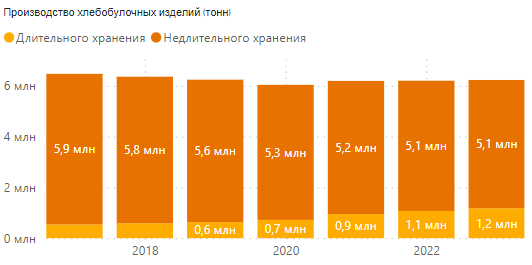 Производство хлебобулочных изделий (тонн)
Длительного хранения Недлительного хранения
6 млн
4 млн
2 млн
0 млн
5,9 млн 5,8 млн 5,6 млн 5,3 млн 5,2 млн 5,1 млн 5,1 млн
0,6 млн 0,7 млн 0,9 млн 1,1 млн 1,2 млн
2018 2020 2022